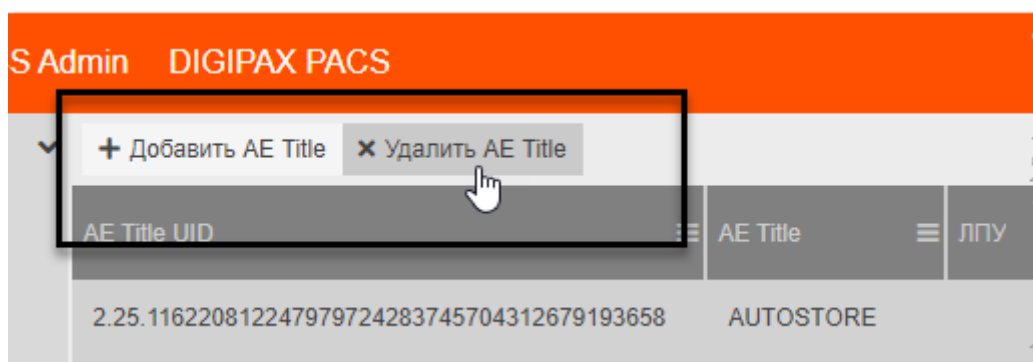 S Admin DIGIPAX PACS
+ Добавить AE Title × Удалить AE Title
AE Title UID AE Title ЛПУ
2.25.116220812247979724283745704312679193658 AUTOSTORE